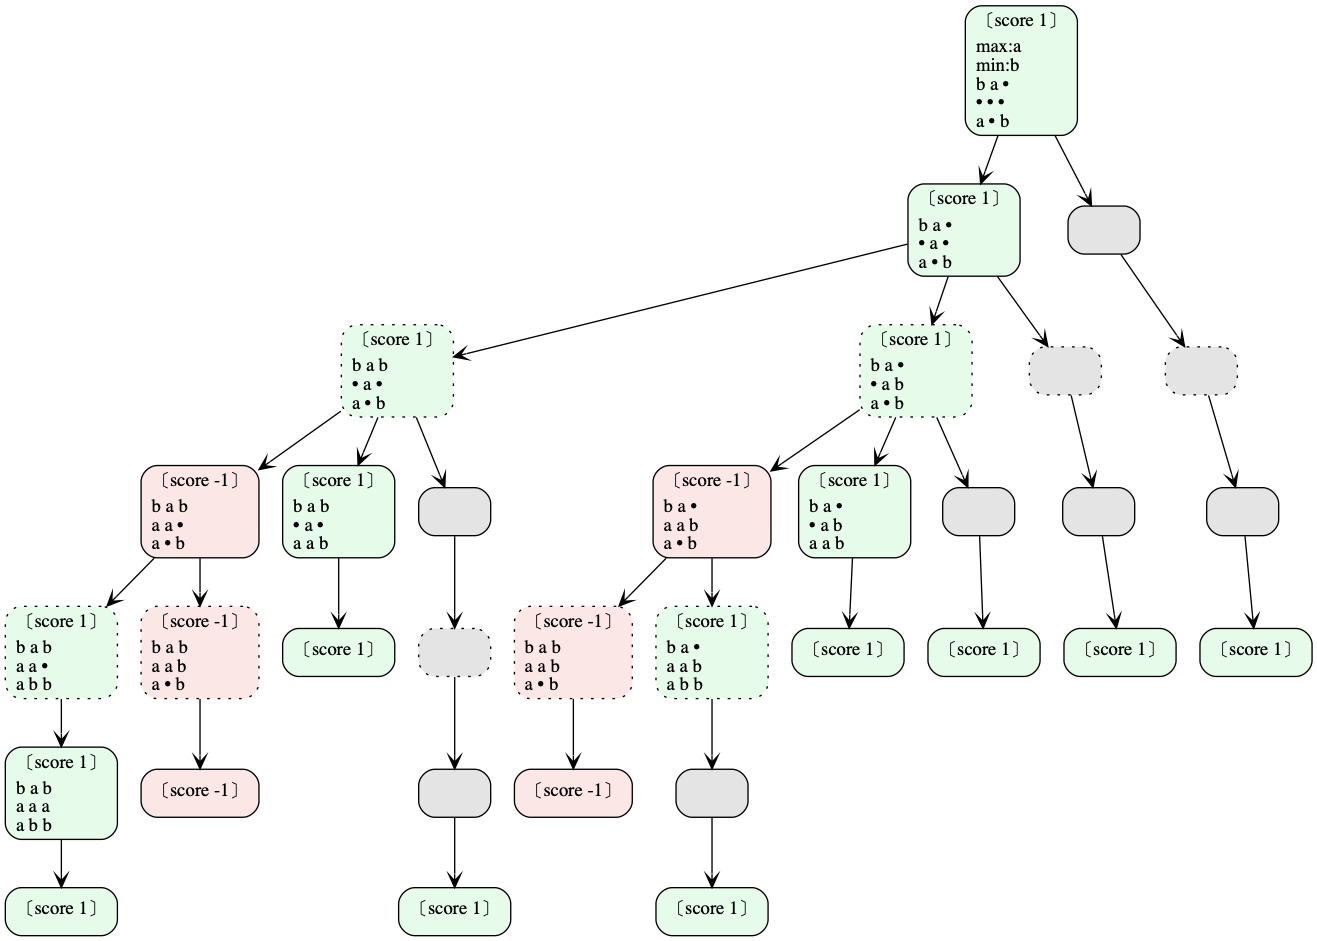 〔score 1〕
max:a
min:b
b a •
• • •
a • b
〔score 1〕
b a •
• a •
a • b
〔score 1〕
b a b
• a •
a • b
〔score 1〕
b a •
• a b
a • b
〔score -1〕
b a b
a a •
a • b
〔score 1〕
b a b
• a •
a a b
〔score -1〕
b a •
a a b
a • b
〔score 1〕
b a •
• a b
a a b
〔score 1〕
b a b
a a •
a b b
〔score -1〕
b a b
a a b
a • b
〔score 1〕
〔score -1〕
b a b
a a b
a • b
〔score 1〕
b a •
a a b
a b b
〔score 1〕
〔score 1〕
〔score 1〕
〔score 1〕
〔score 1〕
b a b
a a a
a b b
〔score -1〕
〔score -1〕
〔score 1〕
〔score 1〕
〔score 1〕